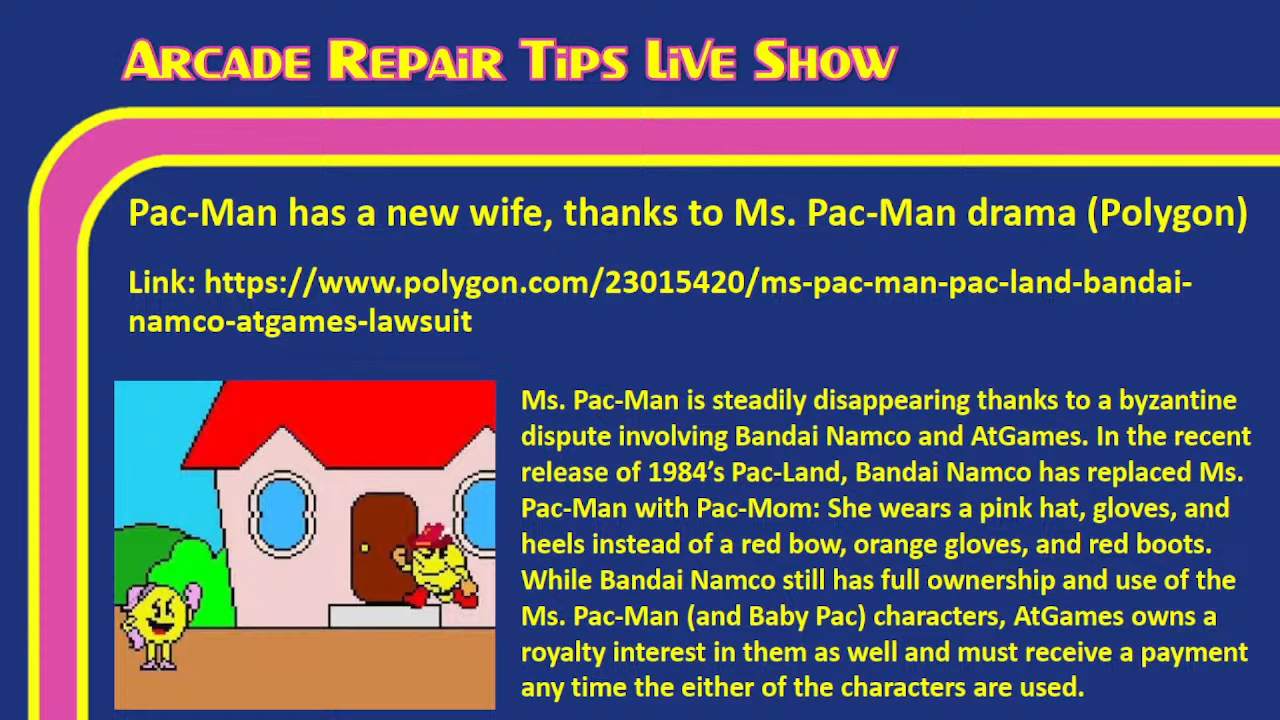 Arcade Repair Tips Live Show
Pac-Man has a new wife, thanks to Ms. Pac-Man drama (Polygon)
Link: https://www.polygon.com/23015420/ms-pac-man-pac-land-bandai-
namco-atgames-lawsuit
Ms. Pac-Man is steadily disappearing thanks to a byzantine
dispute involving Bandai Namco and AtGames. In the recent
release of 1984’s Pac-Land, Bandai Namco has replaced Ms.
Pac-Man with Pac-Mom: She wears a pink hat, gloves, and
heels instead of a red bow, orange gloves, and red boots.
While Bandai Namco still has full ownership and use of the
Ms. Pac-Man (and Baby Pac) characters, AtGames owns a
royalty interest in them as well and must receive a payment
any time the either of the characters are used.